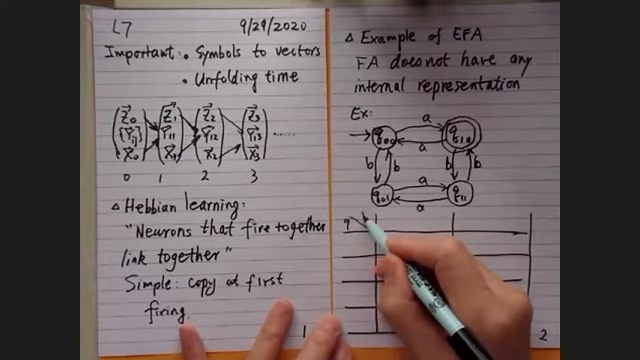 L7 9/29/2020
Important: • Symbols to vectors
• Unfolding time
Z0 Z1 Z2 Z3
{Yij} Y11 Y12 Y13 ......
X0 X1 X2 X3
0 1 2 3
△ Hebbian learning:
"Neurons that fire together
link together"
Simple: copy at first
firing.
1
△ Example of EFA
FA does not have any
internal representation
Ex:
a
q00 q10
a
b b b b
a
q01 q11
a
q
2